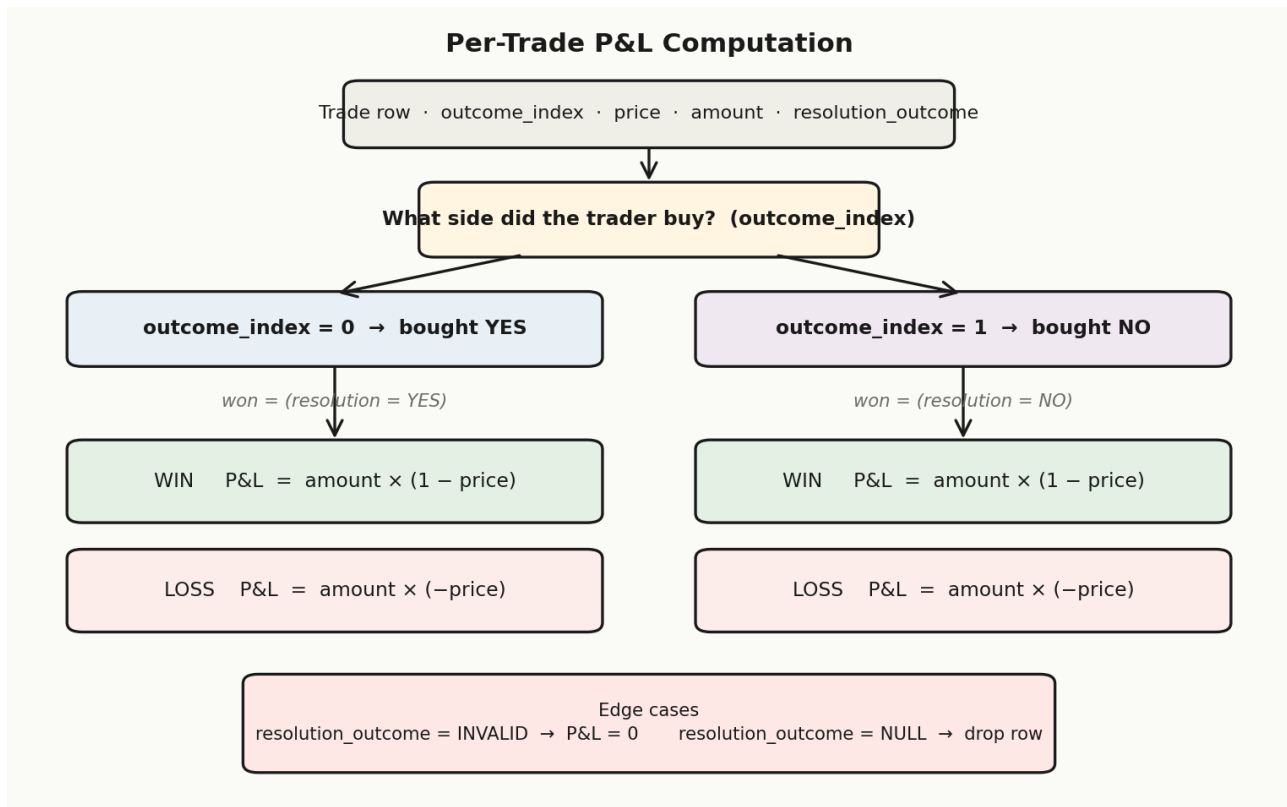 Per-Trade P&L Computation
Trade row · outcome_index · price · amount · resolution_outcome
What side did the trader buy? (outcome_index)
outcome_index = 0 → bought YES
outcome_index = 1 → bought NO
won = (resolution = YES)
won = (resolution = NO)
WIN P&L = amount × (1 − price)
WIN P&L = amount × (1 − price)
LOSS P&L = amount × (−price)
LOSS P&L = amount × (−price)
Edge cases
resolution_outcome = INVALID → P&L = 0 resolution_outcome = NULL → drop row